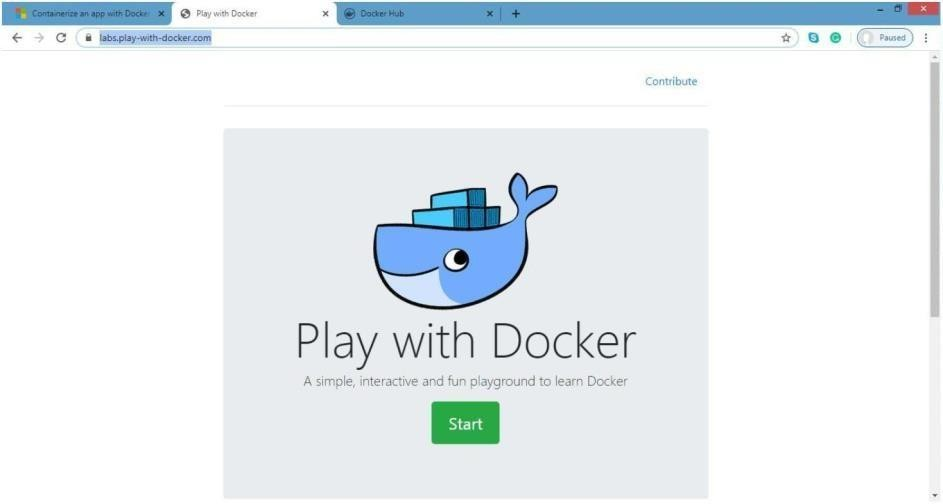 Containerize an app with Docker
Play with Docker
Docker Hub
labs.play-with-docker.com
Paused
Contribute
Play with Docker
A simple, interactive and fun playground to learn Docker
Start